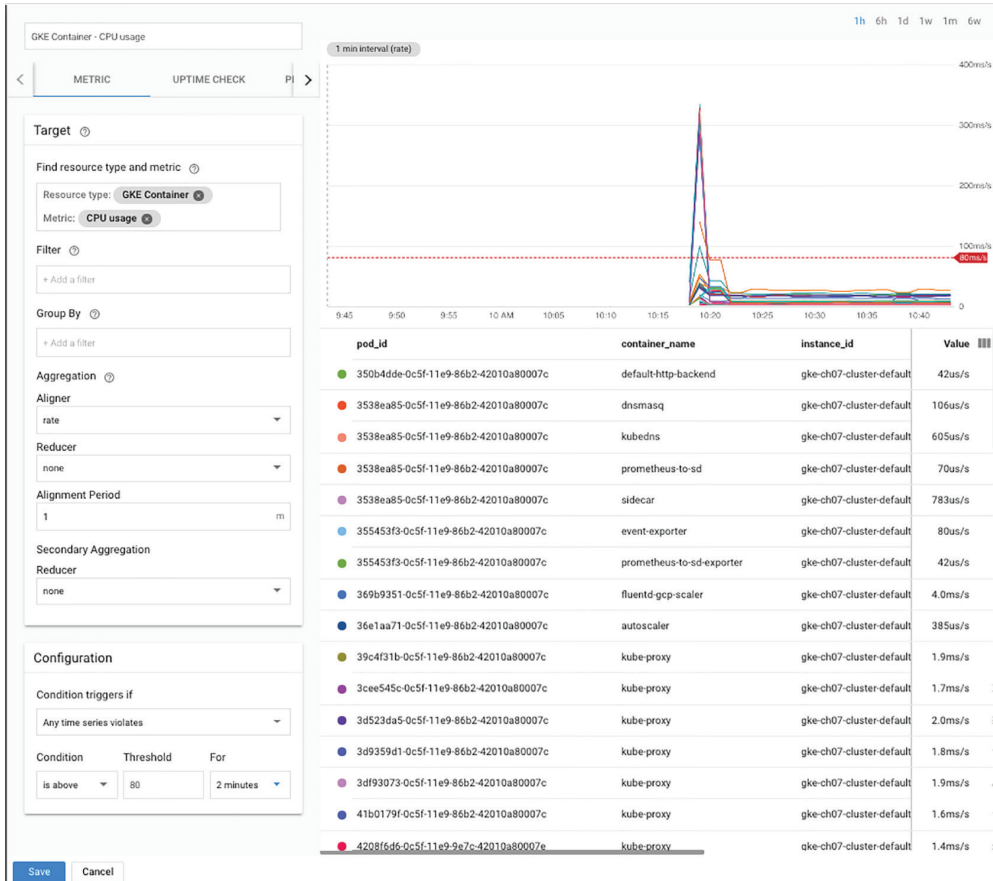 GKE Container - CPU usage
METRIC
UPTIME CHECK
Target
Find resource type and metric
Resource type: GKE Container
Metric: CPU usage
Filter
+ Add a filter
Group By
+ Add a filter
Aggregation
Aligner
rate
Reducer
none
Alignment Period
1 m
Secondary Aggregation
Reducer
none
Configuration
Condition triggers if
Any time series violates
Condition Threshold For
is above 80 2 minutes
Save Cancel
1h 6h 1d 1w 1m 6w
1 min interval (rate)
400ms/s
300ms/s
200ms/s
100ms/s
80ms/s
0
9:45 9:50 9:55 10 AM 10:05 10:10 10:15 10:20 10:25 10:30 10:35 10:40
pod_id container_name instance_id Value
350b4dde-0c5f-11e9-86b2-42010a80007c default-http-backend gke-ch07-cluster-default 42us/s
3538ea85-0c5f-11e9-86b2-42010a80007c dnsmasq gke-ch07-cluster-default 106us/s
3538ea85-0c5f-11e9-86b2-42010a80007c kubedns gke-ch07-cluster-default 605us/s
3538ea85-0c5f-11e9-86b2-42010a80007c prometheus-to-sd gke-ch07-cluster-default 70us/s
3538ea85-0c5f-11e9-86b2-42010a80007c sidecar gke-ch07-cluster-default 783us/s
355453f3-0c5f-11e9-86b2-42010a80007c event-exporter gke-ch07-cluster-default 80us/s
355453f3-0c5f-11e9-86b2-42010a80007c prometheus-to-sd-exporter gke-ch07-cluster-default 42us/s
369b9351-0c5f-11e9-86b2-42010a80007c fluentd-gcp-scaler gke-ch07-cluster-default 4.0ms/s
36e1aa71-0c5f-11e9-86b2-42010a80007c autoscaler gke-ch07-cluster-default 385us/s
39c4f31b-0c5f-11e9-86b2-42010a80007c kube-proxy gke-ch07-cluster-default 1.9ms/s
3cee545c-0c5f-11e9-86b2-42010a80007c kube-proxy gke-ch07-cluster-default 1.7ms/s
3d523da5-0c5f-11e9-86b2-42010a80007c kube-proxy gke-ch07-cluster-default 2.0ms/s
3d9359d1-0c5f-11e9-86b2-42010a80007c kube-proxy gke-ch07-cluster-default 1.8ms/s
3df93073-0c5f-11e9-86b2-42010a80007c kube-proxy gke-ch07-cluster-default 1.9ms/s
41b0179f-0c5f-11e9-86b2-42010a80007c kube-proxy gke-ch07-cluster-default 1.6ms/s
4208f6d6-0c5f-11e9-9e7c-42010a80007e kube-proxy gke-ch07-cluster-default 1.4ms/s